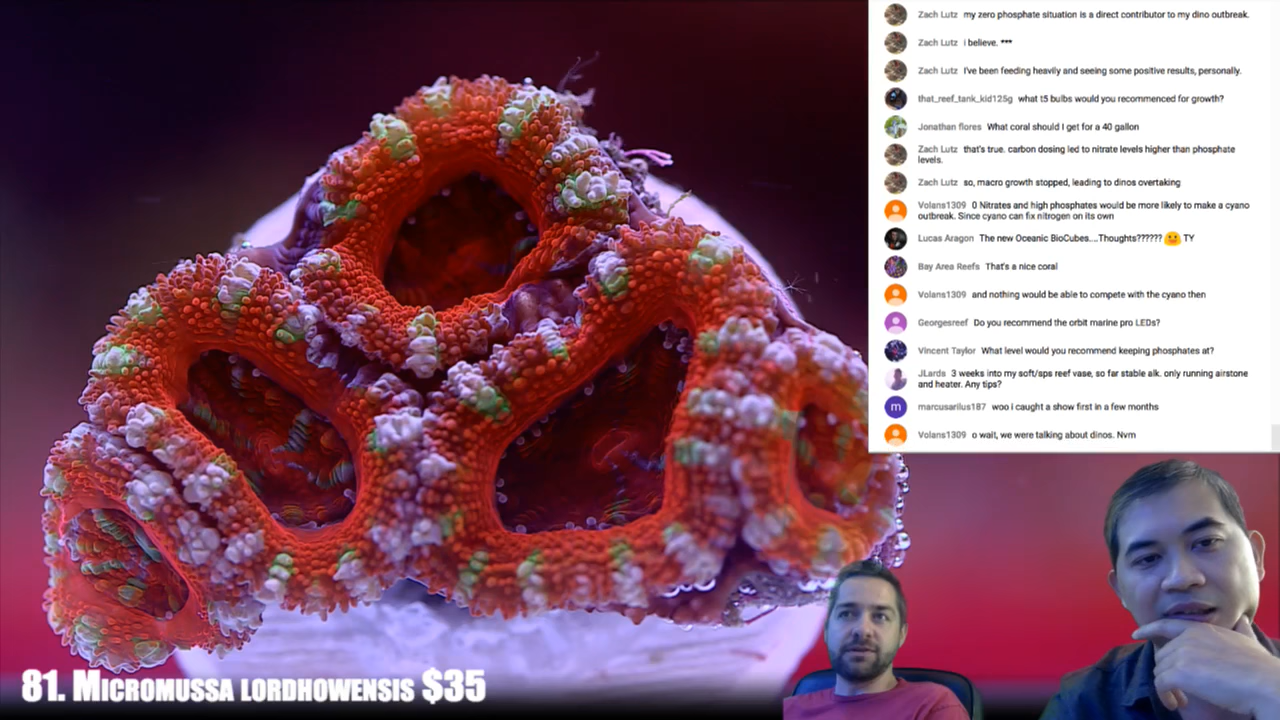 Zach Lutz my zero phosphate situation is a direct contributor to my dino outbreak.
Zach Lutz i believe. ***
Zach Lutz I've been feeding heavily and seeing some positive results, personally.
that_reef_tank_kid125g what t5 bulbs would you recommenced for growth?
Jonathan flores What coral should I get for a 40 gallon
Zach Lutz that's true. carbon dosing led to nitrate levels higher than phosphate
levels.
Zach Lutz so, macro growth stopped, leading to dinos overtaking
Volans1309 0 Nitrates and high phosphates would be more likely to make a cyano
outbreak. Since cyano can fix nitrogen on its own
Lucas Aragon The new Oceanic BioCubes....Thoughts?????? TY
Bay Area Reefs That's a nice coral
Volans1309 and nothing would be able to compete with the cyano then
Georgesreef Do you recommend the orbit marine pro LEDs?
Vincent Taylor What level would you recommend keeping phosphates at?
JLards 3 weeks into my soft/sps reef vase, so far stable alk. only running airstone
and heater. Any tips?
m
marcusarilus187 woo i caught a show first in a few months
Volans1309 o wait, we were talking about dinos. Nvm
81. Micromussa lordhowensis $35